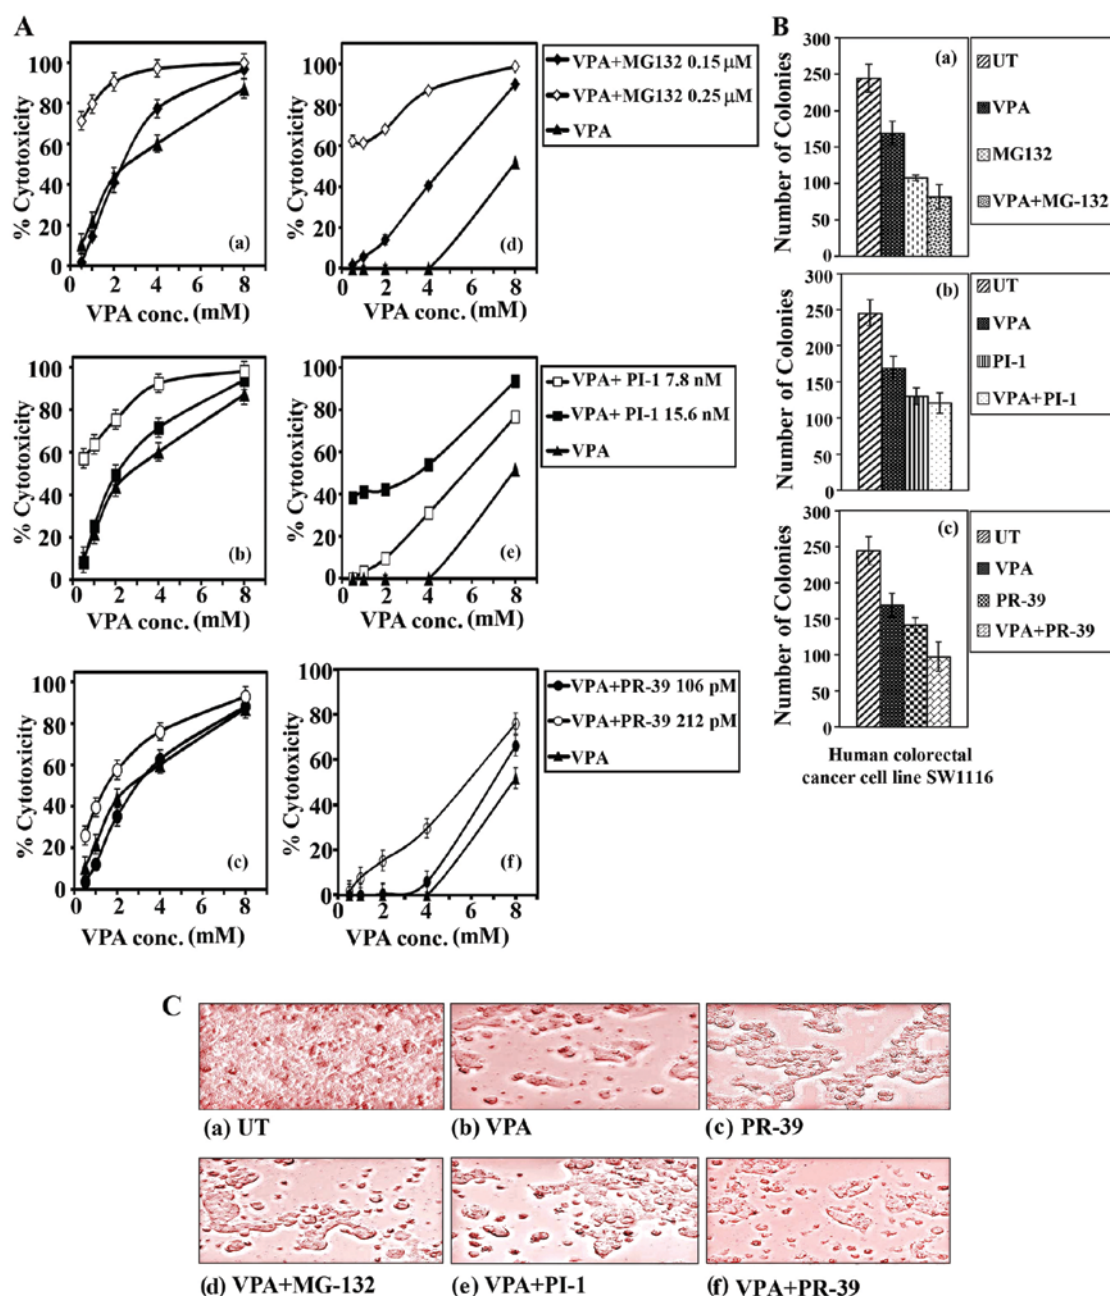 A
% Cytotoxicity
100
80
60
40
20
0
(a)
0 2 4 6 8
VPA conc. (mM)
% Cytotoxicity
100
80
60
40
20
0
(d)
0 2 4 6 8
VPA conc. (mM)
VPA+MG132 0.15 μM
VPA+MG132 0.25 μM
VPA
% Cytotoxicity
100
80
60
40
20
0
(b)
0 2 4 6 8
VPA conc. (mM)
% Cytotoxicity
100
80
60
40
20
0
(e)
0 2 4 6 8
VPA conc. (mM)
VPA+ PI-1 7.8 nM
VPA+ PI-1 15.6 nM
VPA
% Cytotoxicity
100
80
60
40
20
0
(c)
0 2 4 6 8
VPA conc. (mM)
% Cytotoxicity
100
80
60
40
20
0
(f)
0 2 4 6 8
VPA conc. (mM)
VPA+PR-39 106 pM
VPA+PR-39 212 pM
VPA
B
Number of Colonies
300
250
200
150
100
50
0
(a)
UT
VPA
MG132
VPA+MG-132
Number of Colonies
300
250
200
150
100
50
0
(b)
UT
VPA
PI-1
VPA+PI-1
Number of Colonies
300
250
200
150
100
50
0
(c)
UT
VPA
PR-39
VPA+PR-39
Human colorectal
cancer cell line SW1116
C
(a) UT
(b) VPA
(c) PR-39
(d) VPA+MG-132
(e) VPA+PI-1
(f) VPA+PR-39